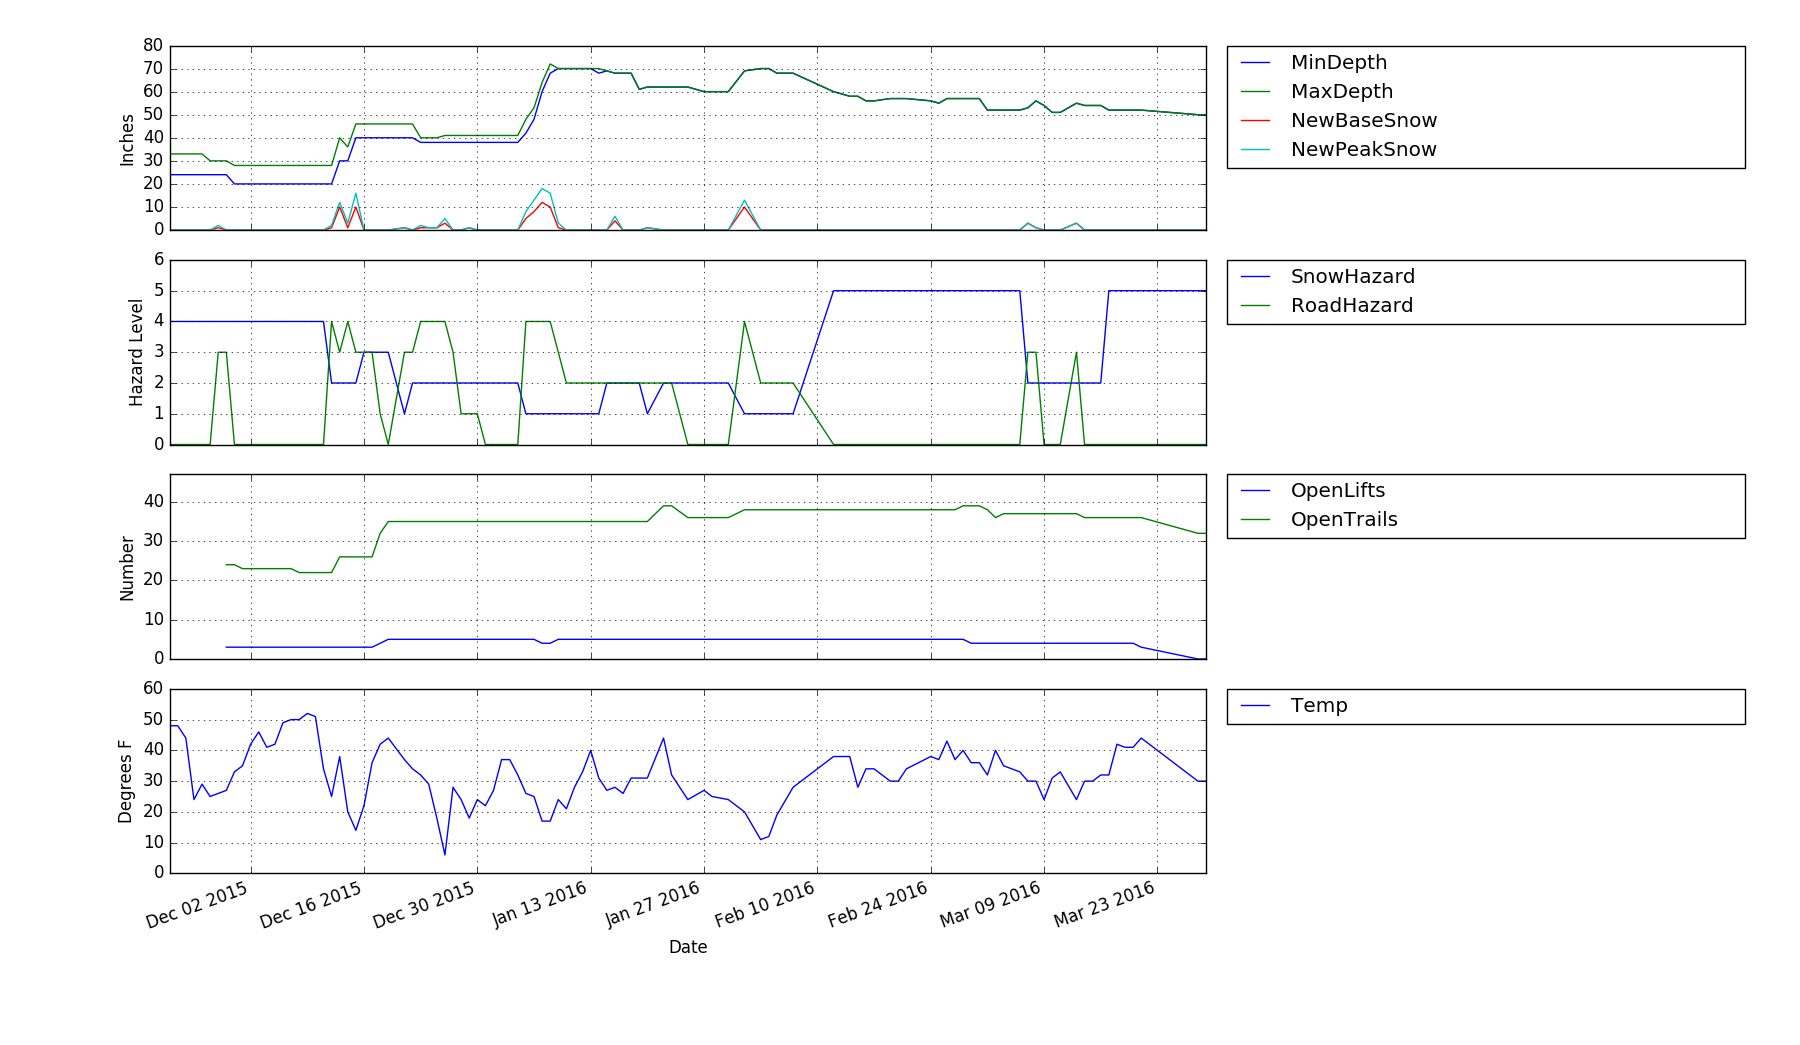 80
70
60
50
40
30
20
10
0
Inches
MinDepth
MaxDepth
NewBaseSnow
NewPeakSnow
6
5
4
3
2
1
0
Hazard Level
SnowHazard
RoadHazard
40
30
20
10
0
Number
OpenLifts
OpenTrails
60
50
40
30
20
10
0
Degrees F
Temp
Dec 02 2015
Dec 16 2015
Dec 30 2015
Jan 13 2016
Jan 27 2016
Feb 10 2016
Feb 24 2016
Mar 09 2016
Mar 23 2016
Date